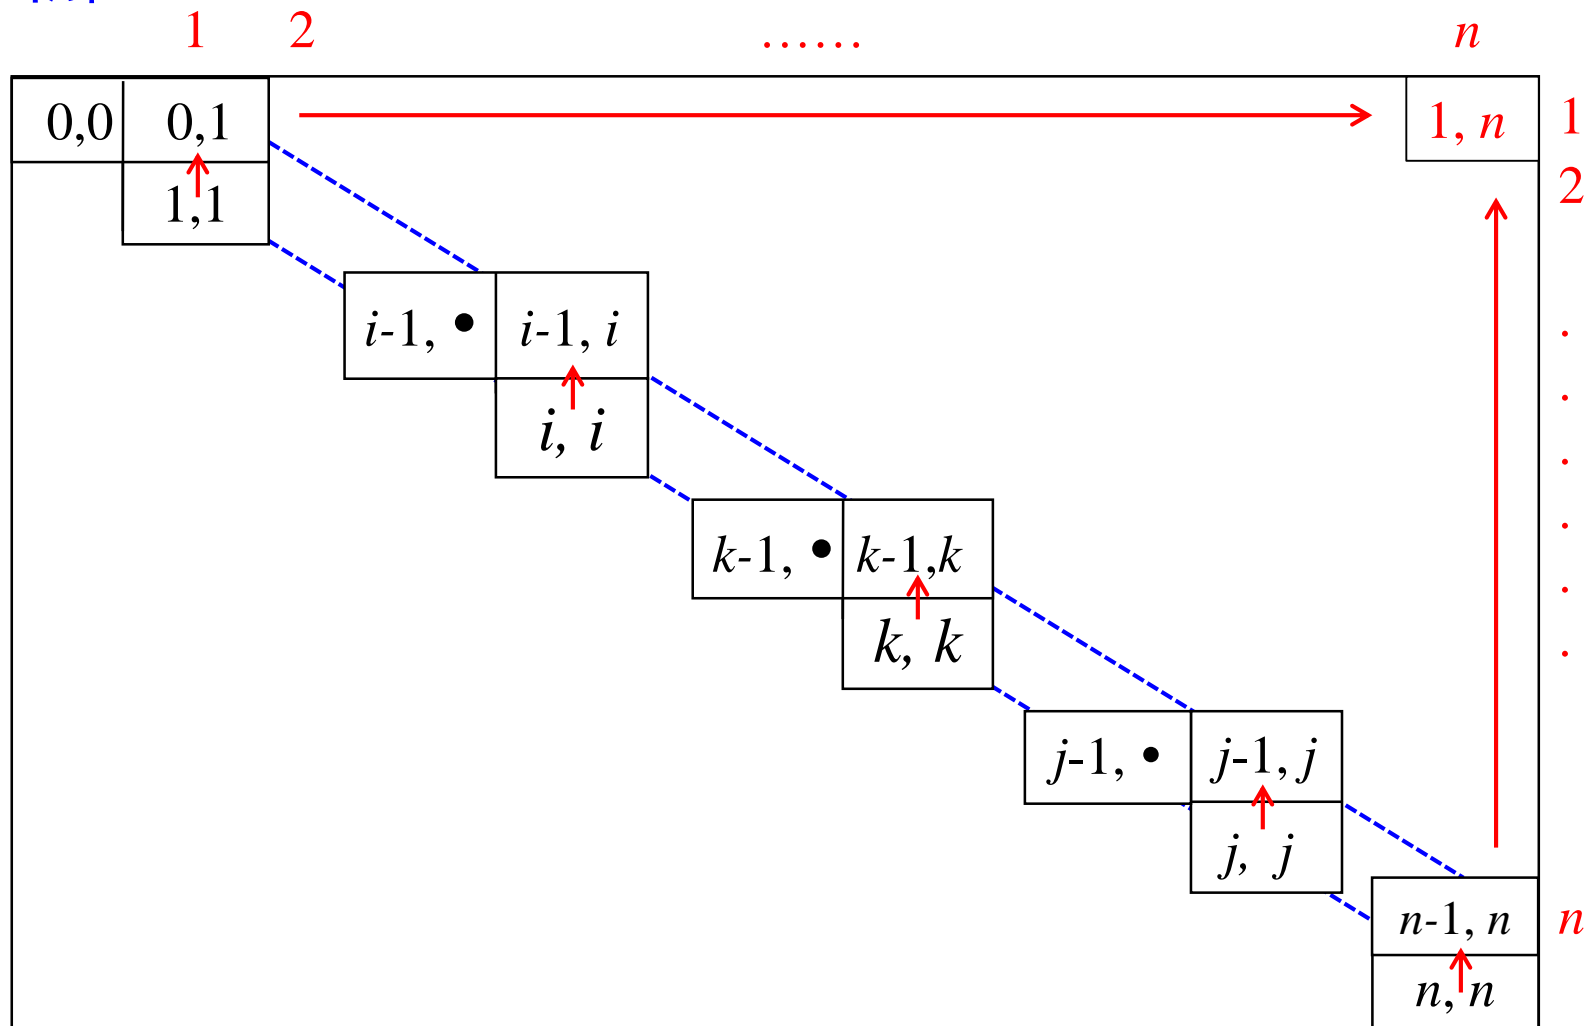 1 2 …… n
0,0 0,1 1, n 1
1,1 2
i-1, • i-1, i
i, i
k-1, • k-1,k
k, k
j-1, • j-1, j
j, j
n-1, n n
n, n